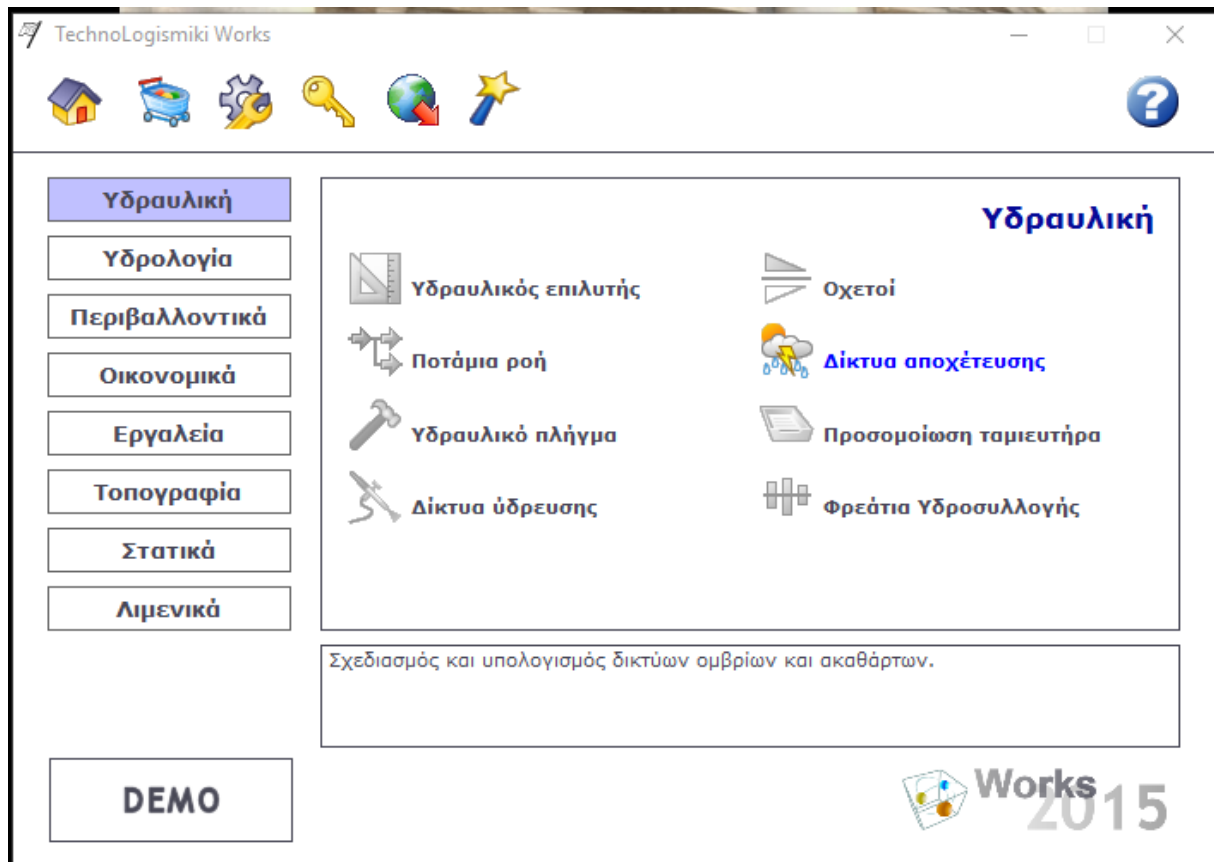 TechnoLogismiki Works
Υδραυλική
Υδρολογία
Περιβαλλοντικά
Οικονομικά
Εργαλεία
Τοπογραφία
Στατικά
Λιμενικά
DEMO
Υδραυλική
Υδραυλικός επιλυτής
Οχετοί
Ποτάμια ροή
Δίκτυα αποχέτευσης
Υδραυλικό πλήγμα
Προσομοίωση ταμιευτήρα
Δίκτυα ύδρευσης
Φρεάτια Υδροσυλλογής
Σχεδιασμός και υπολογισμός δικτύων ομβρίων και ακαθάρτων.
Works
2015